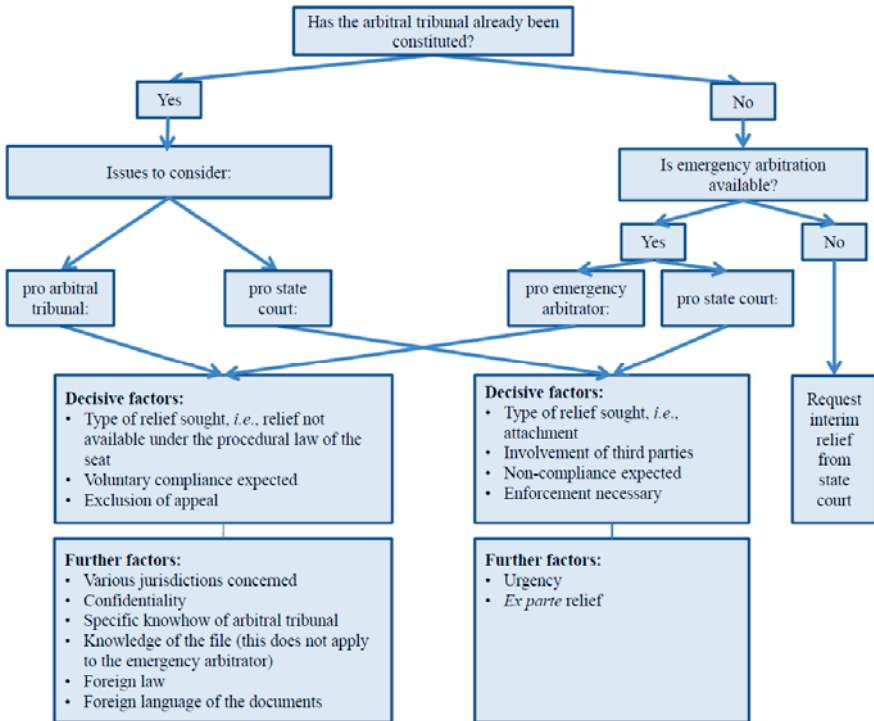 Has the arbitral tribunal already been
constituted?
Yes
No
Issues to consider:
Is emergency arbitration
available?
Yes
No
pro arbitral
tribunal:
pro state
court:
pro emergency
arbitrator:
pro state court:
Decisive factors:
• Type of relief sought, i.e., relief not
available under the procedural law of the
seat
• Voluntary compliance expected
• Exclusion of appeal
Decisive factors:
• Type of relief sought, i.e.,
attachment
• Involvement of third parties
• Non-compliance expected
• Enforcement necessary
Request
interim
relief
from
state
court
Further factors:
• Various jurisdictions concerned
• Confidentiality
• Specific knowhow of arbitral tribunal
• Knowledge of the file (this does not apply
to the emergency arbitrator)
• Foreign law
• Foreign language of the documents
Further factors:
• Urgency
• Ex parte relief